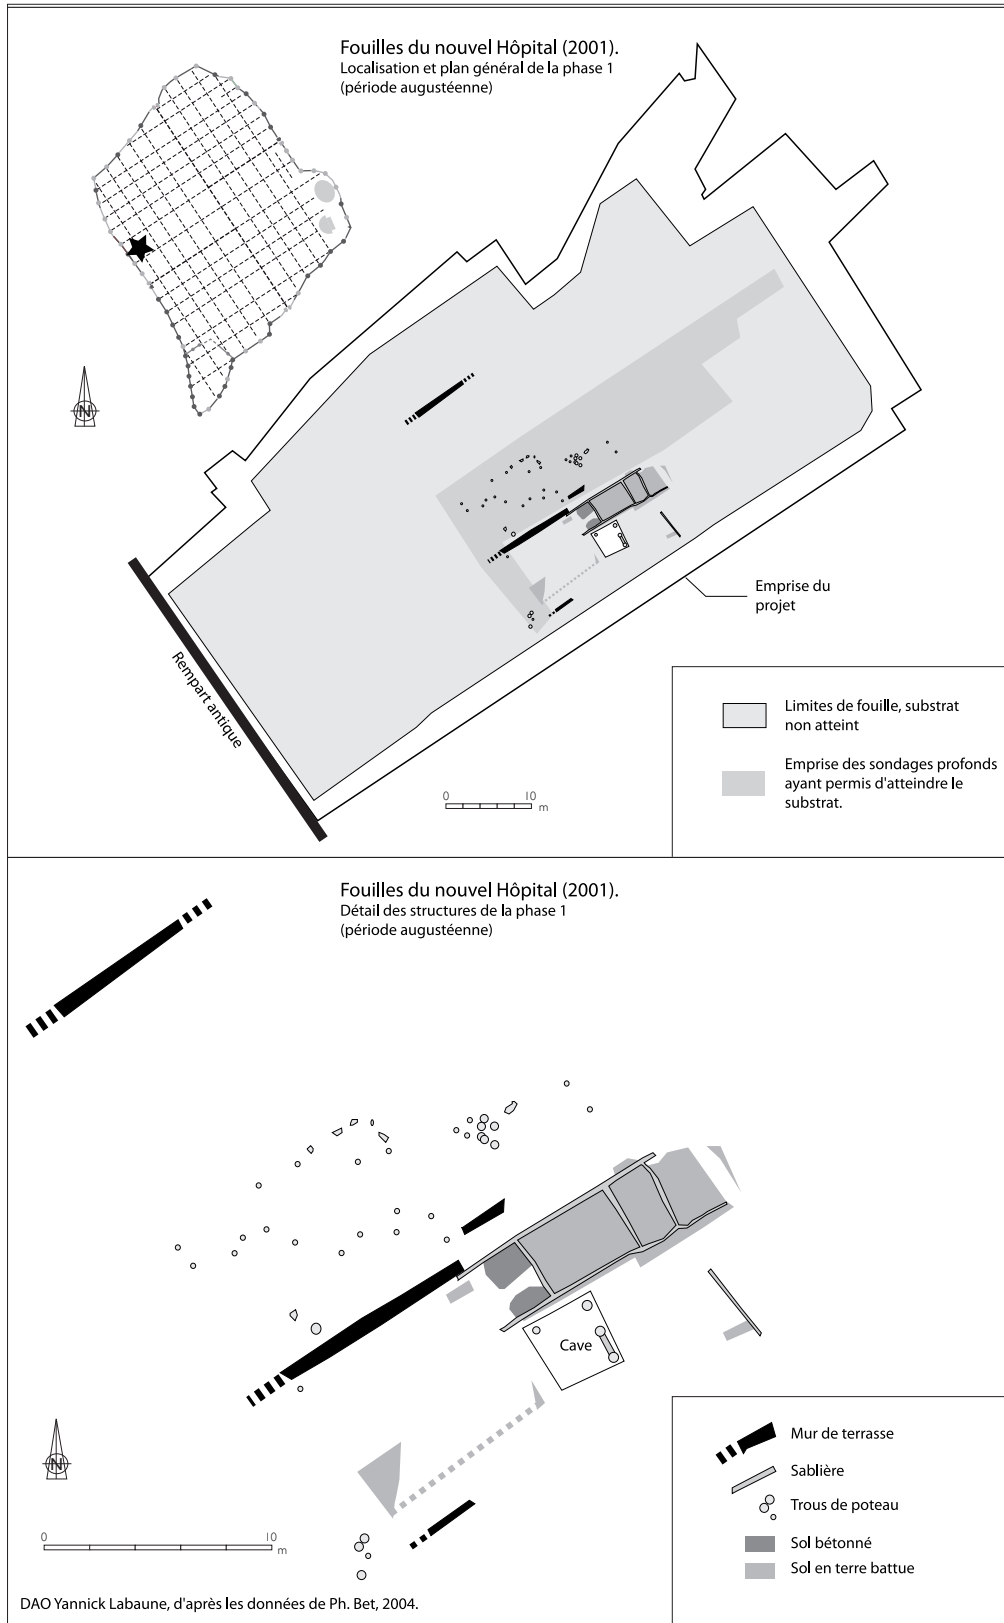 Fouilles du nouvel Hôpital (2001).
Localisation et plan général de la phase 1
(période augustéenne)
N
Emprise du
projet
Rempart antique
Limites de fouille, substrat
non atteint
Emprise des sondages profonds
ayant permis d'atteindre le
substrat.
0 10
m
Fouilles du nouvel Hôpital (2001).
Détail des structures de la phase 1
(période augustéenne)
Cave
N
Mur de terrasse
Sablière
Trous de poteau
Sol bétonné
Sol en terre battue
0 10
m
DAO Yannick Labaune, d'après les données de Ph. Bet, 2004.